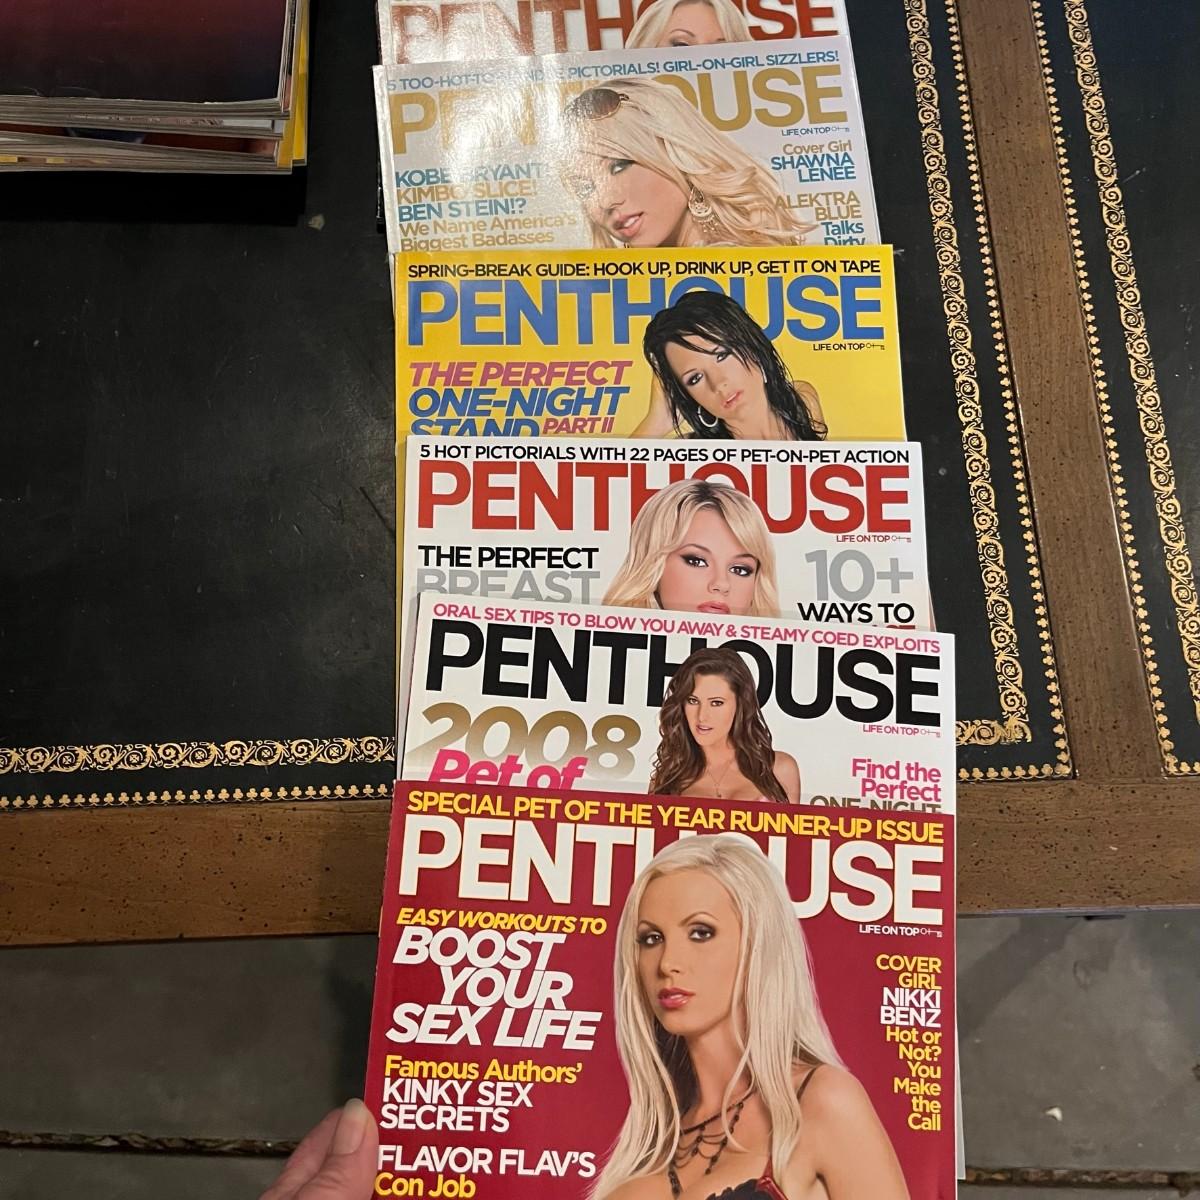 PENTHOUSE
5 TOO-HOT-TO- PICTORIALS! GIRL-ON-GIRL SIZZLERS!
PENTHOUSE
LIFE ON TOP
KOBE BRYANT!
KIMBO SLICE!
BEN STEIN!?
We Name America's
Biggest Badasses
Cover Girl
SHAWNA
LENEE
ALEKTRA
BLUE
Talks
Dirty
SPRING-BREAK GUIDE: HOOK UP, DRINK UP, GET IT ON TAPE
PENTHOUSE
LIFE ON TOP
THE PERFECT
ONE-NIGHT
STAND PART II
5 HOT PICTORIALS WITH 22 PAGES OF PET-ON-PET ACTION
PENTHOUSE
LIFE ON TOP
THE PERFECT
BREAST
10+
WAYS TO
ORAL SEX TIPS TO BLOW YOU AWAY & STEAMY COED EXPLOITS
PENTHOUSE
LIFE ON TOP
2008
Pet of
Find the
Perfect
ONE-NIGHT
SPECIAL PET OF THE YEAR RUNNER-UP ISSUE
PENTHOUSE
LIFE ON TOP
EASY WORKOUTS TO
BOOST
YOUR
SEX LIFE
Famous Authors'
KINKY SEX
SECRETS
FLAVOR FLAV'S
Con Job
COVER
GIRL
NIKKI
BENZ
Hot or
Not?
You
Make
the
Call